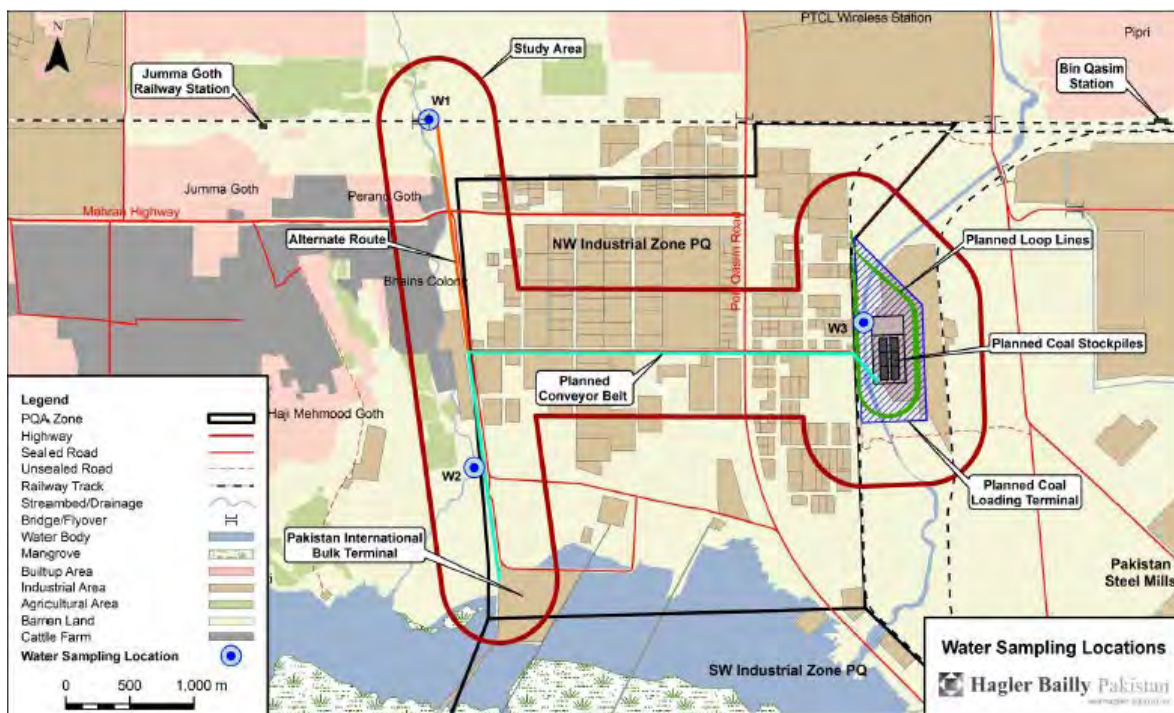 PTCL Wireless Station
Pipri
N
Study Area
Jumma Goth
Railway Station
W1
Bin Qasim
Station
Jumma Goth
Perano Goth
Mehran Highway
Alternate Route
NW Industrial Zone PQ
Port Qasim Road
Planned Loop Lines
Bhains Colony
W3
Planned Coal Stockpiles
Planned
Conveyor Belt
Haji Mehmood Goth
W2
Planned Coal
Loading Terminal
Pakistan International
Bulk Terminal
Pakistan
Steel Mills
SW Industrial Zone PQ
Legend
PQA Zone
Highway
Sealed Road
Unsealed Road
Railway Track
Streambed/Drainage
Bridge/Flyover
Water Body
Mangrove
Builtup Area
Industrial Area
Agricultural Area
Barren Land
Cattle Farm
Water Sampling Location
0 500 1,000 m
Water Sampling Locations
Hagler Bailly Pakistan